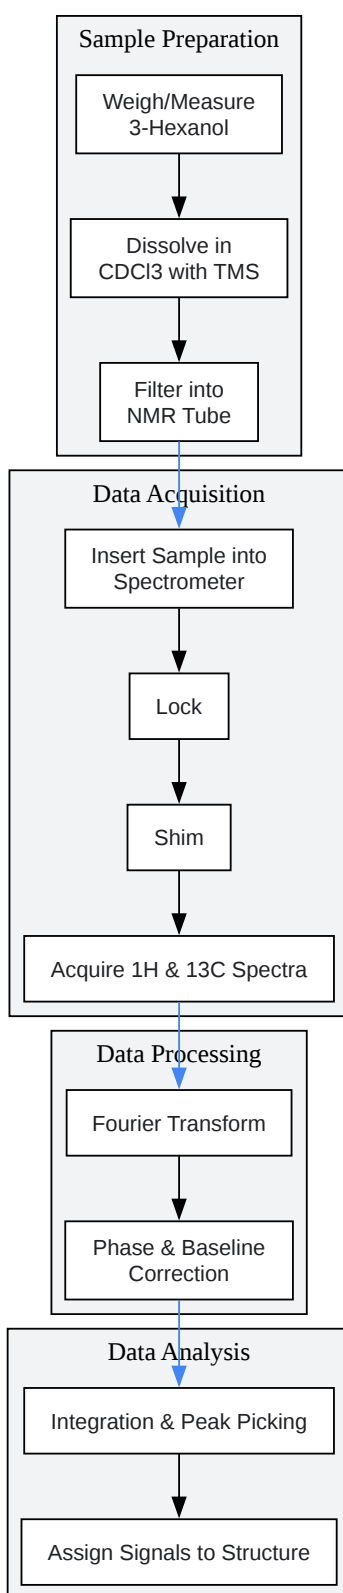 Sample Preparation
Weigh/Measure
3-Hexanol
Dissolve in
CDCl3 with TMS
Filter into
NMR Tube
Data Acquisition
Insert Sample into
Spectrometer
Lock
Shim
Acquire 1H & 13C Spectra
Data Processing
Fourier Transform
Phase & Baseline
Correction
Data Analysis
Integration & Peak Picking
Assign Signals to Structure